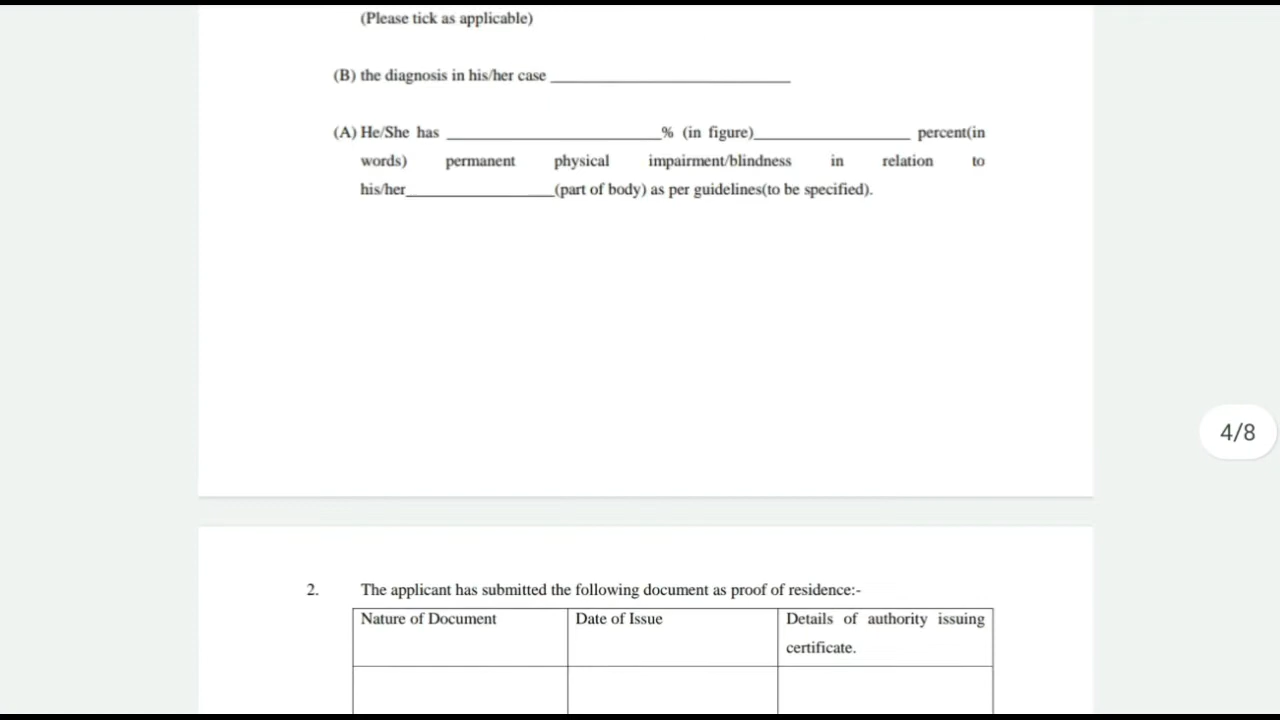 (Please tick as applicable)
(B) the diagnosis in his/her case ______________________________
(A) He/She has ___________________________% (in figure)____________________ percent(in
words) permanent physical impairment/blindness in relation to
his/her___________________(part of body) as per guidelines(to be specified).
4/8
2. The applicant has submitted the following document as proof of residence:-
Nature of Document Date of Issue Details of authority issuing
certificate.